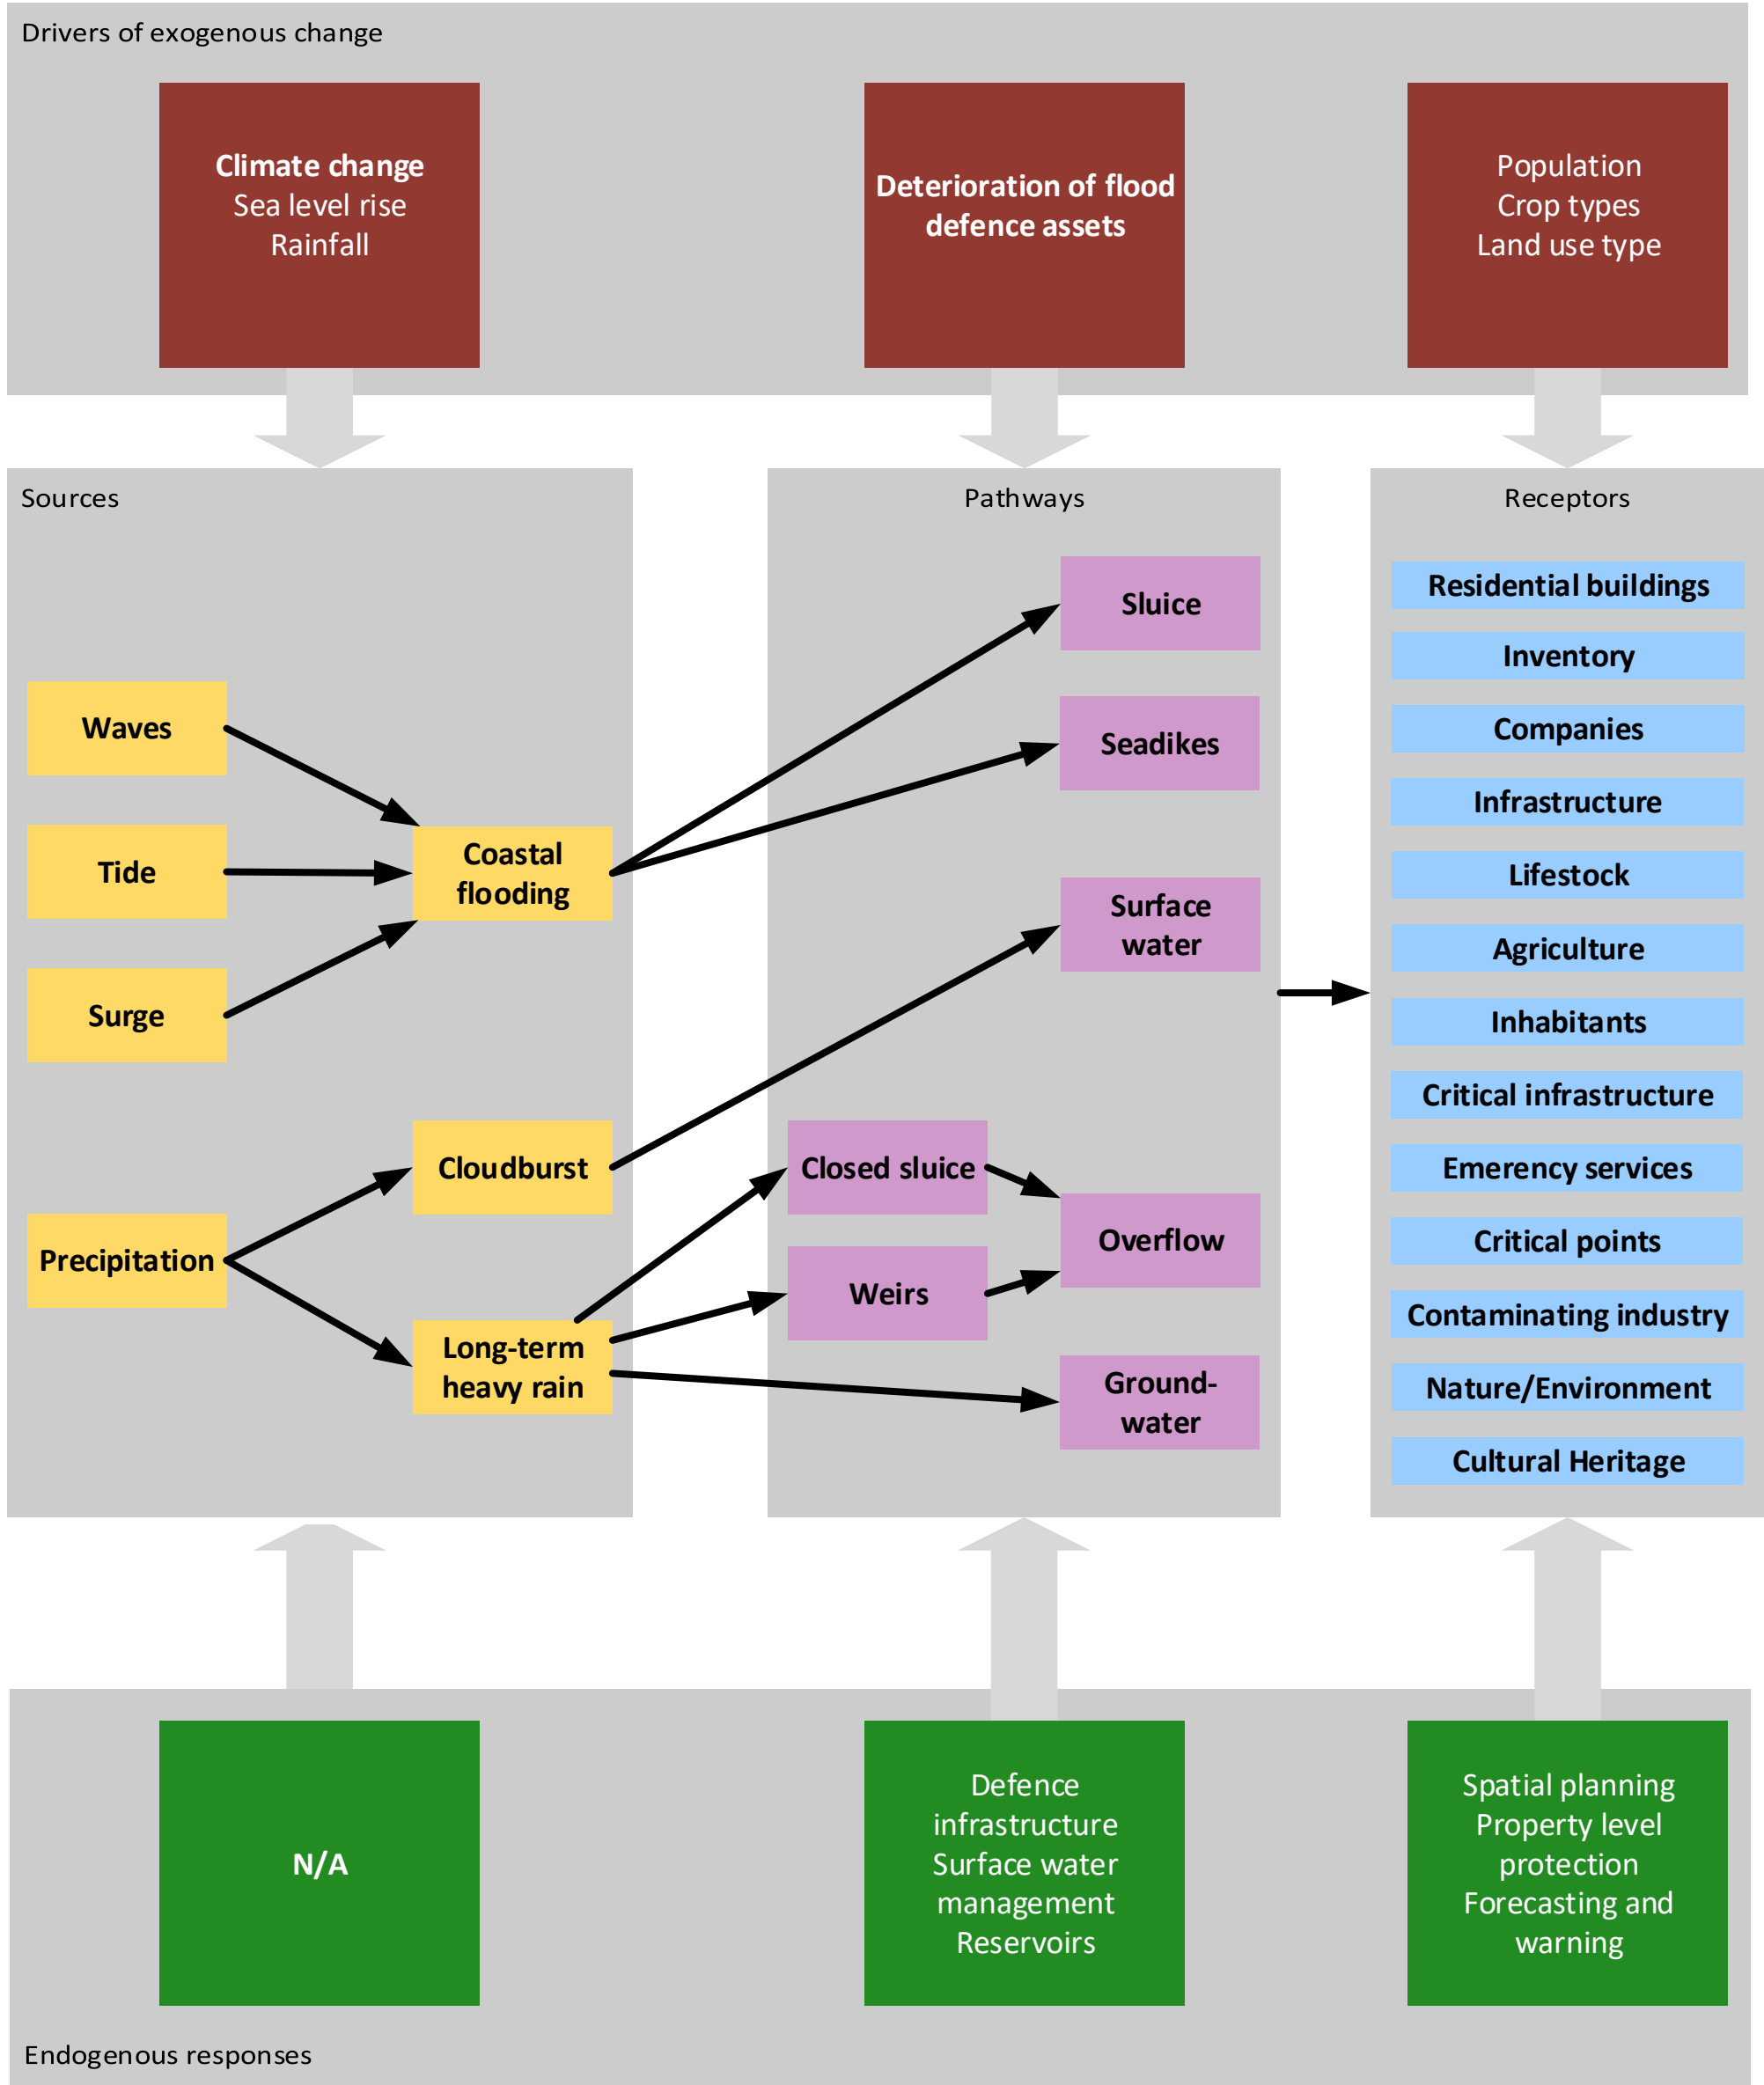 Drivers of exogenous change
Climate change
Sea level rise
Rainfall
Deterioration of flood
defence assets
Population
Crop types
Land use type
Sources
Waves
Tide
Surge
Precipitation
Coastal
flooding
Cloudburst
Long-term
heavy rain
Pathways
Sluice
Seadikes
Surface
water
Closed sluice
Weirs
Overflow
Ground-
water
Receptors
Residential buildings
Inventory
Companies
Infrastructure
Lifestock
Agriculture
Inhabitants
Critical infrastructure
Emerency services
Critical points
Contaminating industry
Nature/Environment
Cultural Heritage
N/A
Defence
infrastructure
Surface water
management
Reservoirs
Spatial planning
Property level
protection
Forecasting and
warning
Endogenous responses